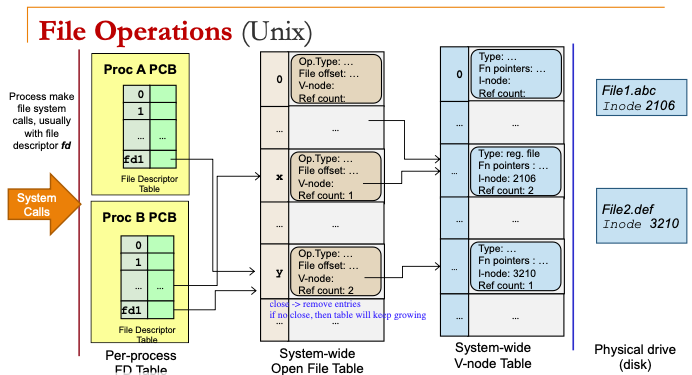 File Operations (Unix)
Process make
file system
calls, usually
with file
descriptor fd
System
Calls
Proc A PCB
0
1
... ...
fd1
File Descriptor
Table
Proc B PCB
0
1
... ...
fd1
File Descriptor
Table
Per-process
FD Table
0
Op.Type: ...
File offset: ...
V-node:
Ref count:
... ...
x
Op.Type: ...
File offset: ...
V-node:
Ref count: 1
... ...
y
Op.Type: ...
File offset: ...
V-node:
Ref count: 2
close -> remove entries
if no close, then table will keep growing
... ...
System-wide
Open File Table
0
Type: ...
Fn pointers: ...
I-node:
Ref count:
... ...
...
Type: reg. file
Fn pointers : ...
I-node: 2106
Ref count: 2
... ...
...
Type: ...
Fn pointers : ...
I-node: 3210
Ref count: 1
... ...
System-wide
V-node Table
File1.abc
Inode 2106
File2.def
Inode 3210
Physical drive
(disk)